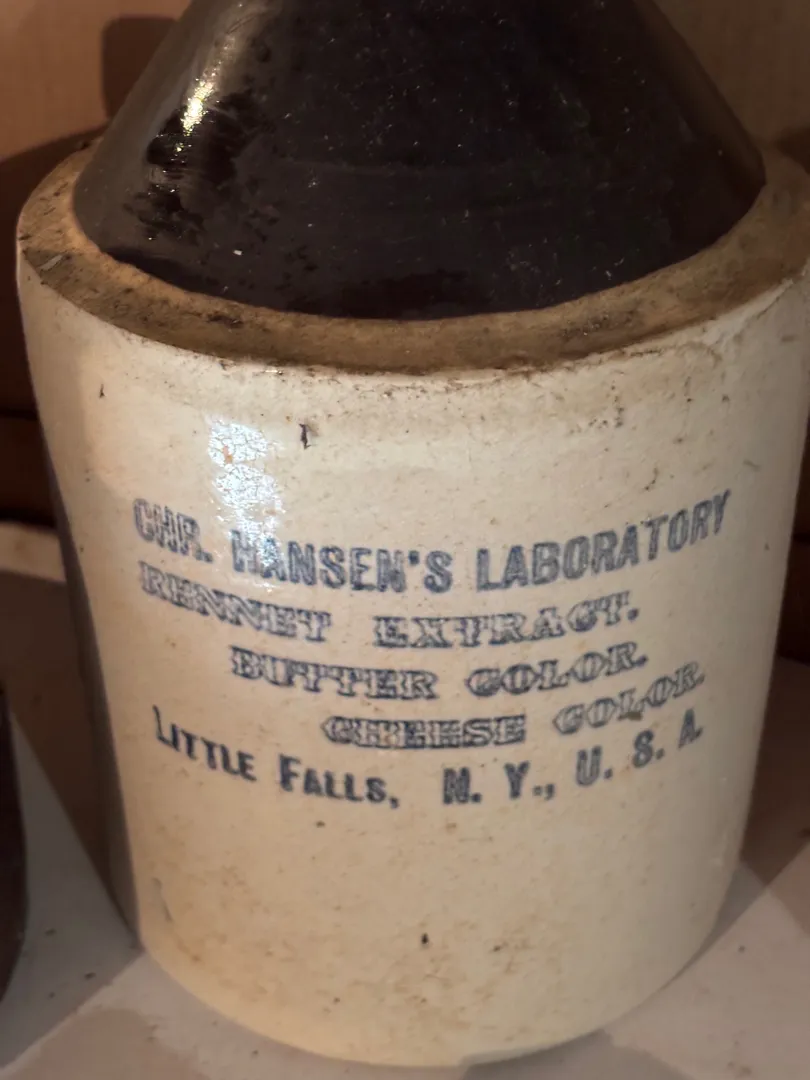 CHR. HANSEN'S LABORATORY
RENNET EXTRACT.
BUTTER COLOR.
CHEESE COLOR.
LITTLE FALLS, N. Y., U. S. A.